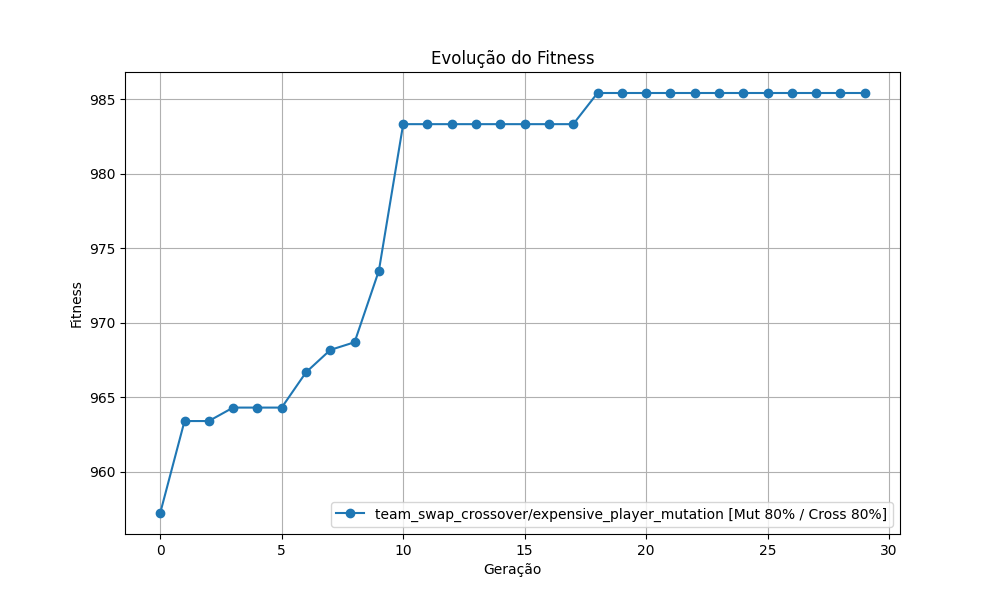 Evolução do Fitness
Fitness
985
980
975
970
965
960
team_swap_crossover/expensive_player_mutation [Mut 80% / Cross 80%]
0 5 10 15 20 25 30
Geração